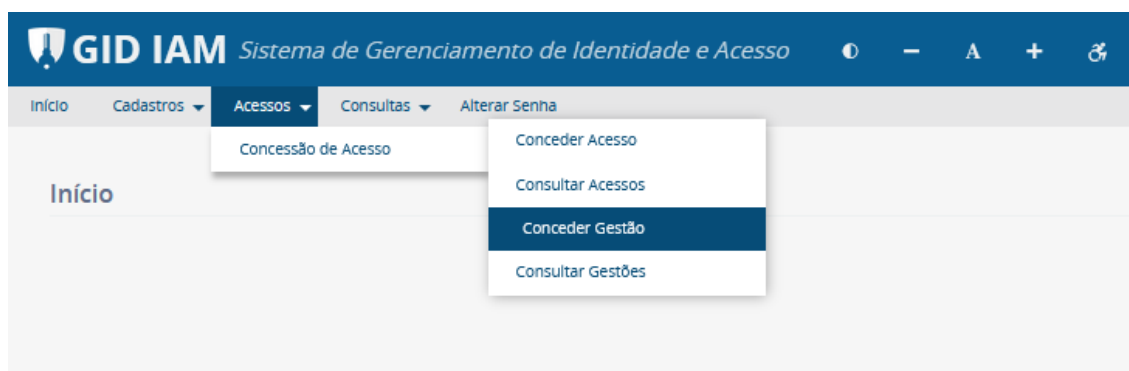 GID IAM Sistema de Gerenciamento de Identidade e Acesso − A +
Início Cadastros Acessos Consultas Alterar Senha
Concessão de Acesso
Conceder Acesso
Consultar Acessos
Conceder Gestão
Consultar Gestões
Início